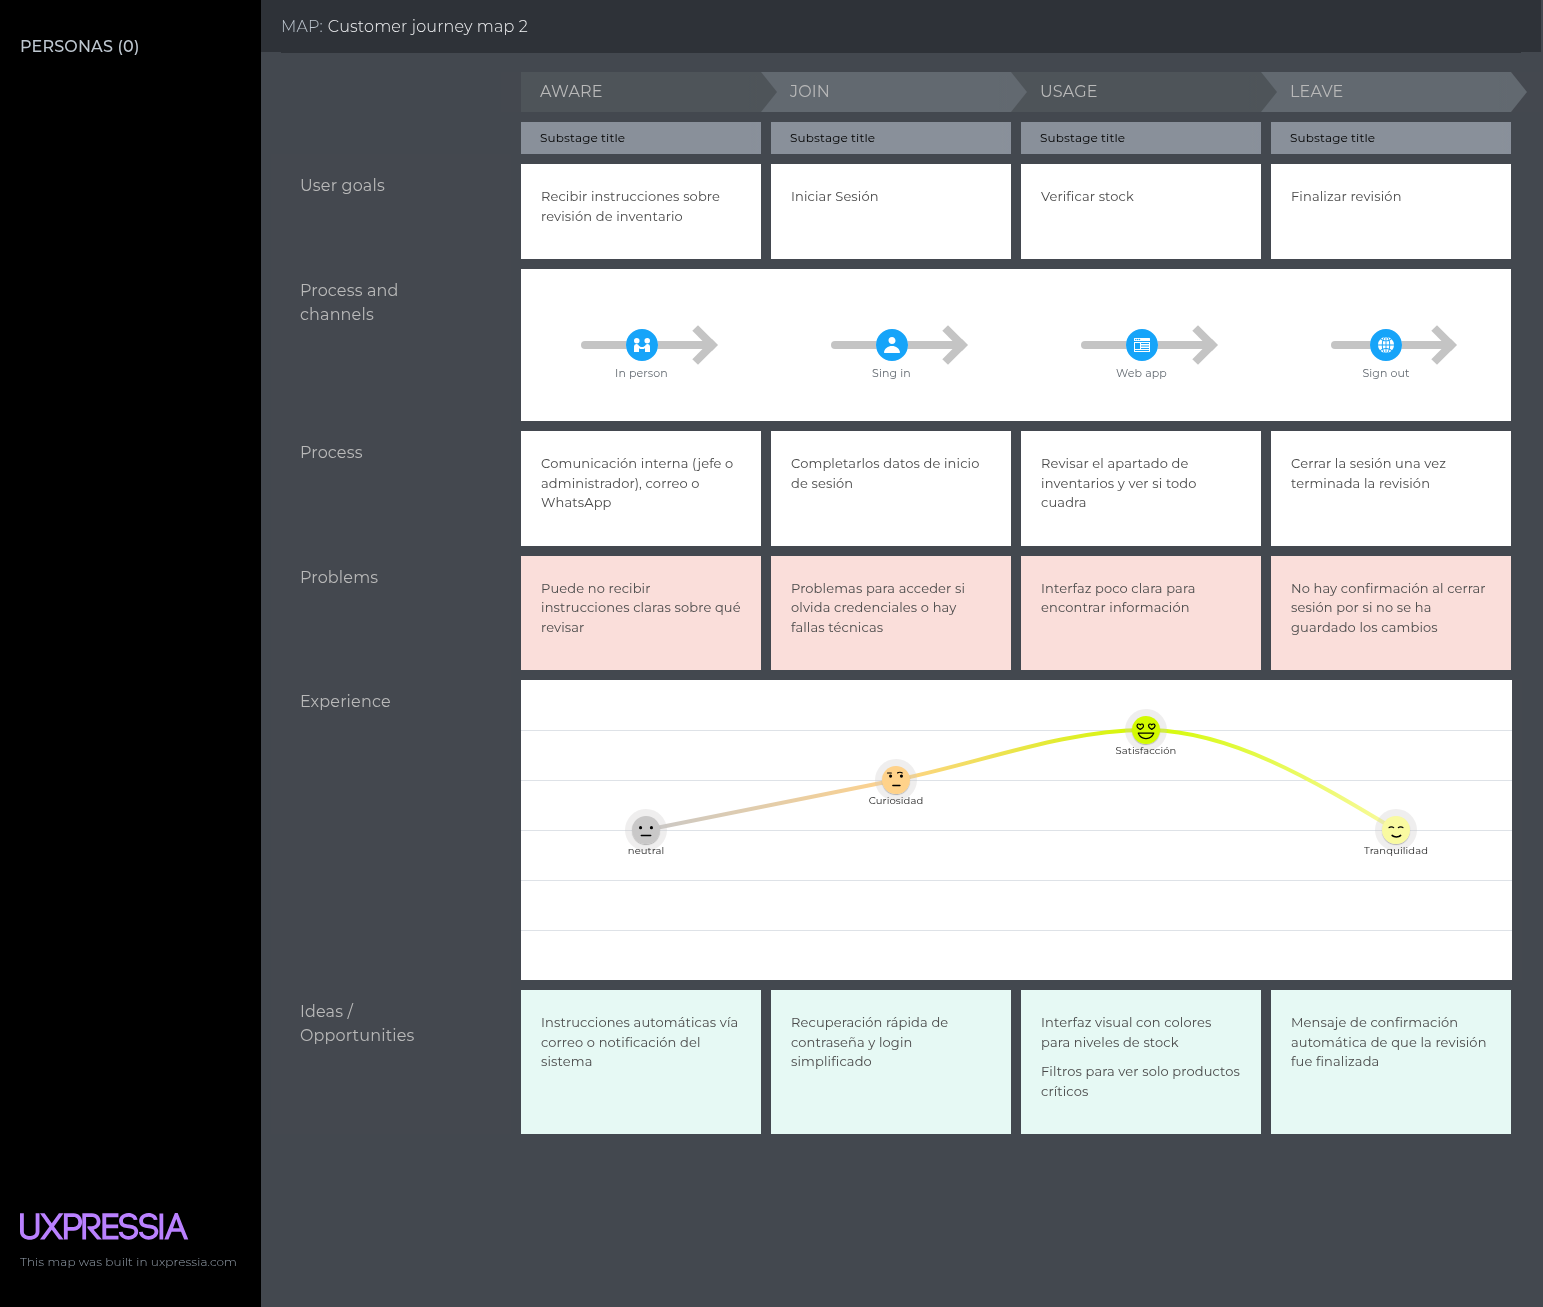 PERSONAS (0)
MAP: Customer journey map 2
AWARE
JOIN
USAGE
LEAVE
Substage title
Substage title
Substage title
Substage title
User goals
Recibir instrucciones sobre
revisión de inventario
Iniciar Sesión
Verificar stock
Finalizar revisión
Process and
channels
In person
Sing in
Web app
Sign out
Process
Comunicación interna (jefe o
administrador), correo o
WhatsApp
Completarlos datos de inicio
de sesión
Revisar el apartado de
inventarios y ver si todo
cuadra
Cerrar la sesión una vez
terminada la revisión
Problems
Puede no recibir
instrucciones claras sobre qué
revisar
Problemas para acceder si
olvida credenciales o hay
fallas técnicas
Interfaz poco clara para
encontrar información
No hay confirmación al cerrar
sesión por si no se ha
guardado los cambios
Experience
neutral
Curiosidad
Satisfacción
Tranquilidad
Ideas /
Opportunities
Instrucciones automáticas vía
correo o notificación del
sistema
Recuperación rápida de
contraseña y login
simplificado
Interfaz visual con colores
para niveles de stock
Filtros para ver solo productos
críticos
Mensaje de confirmación
automática de que la revisión
fue finalizada
UXPRESSIA
This map was built in uxpressia.com